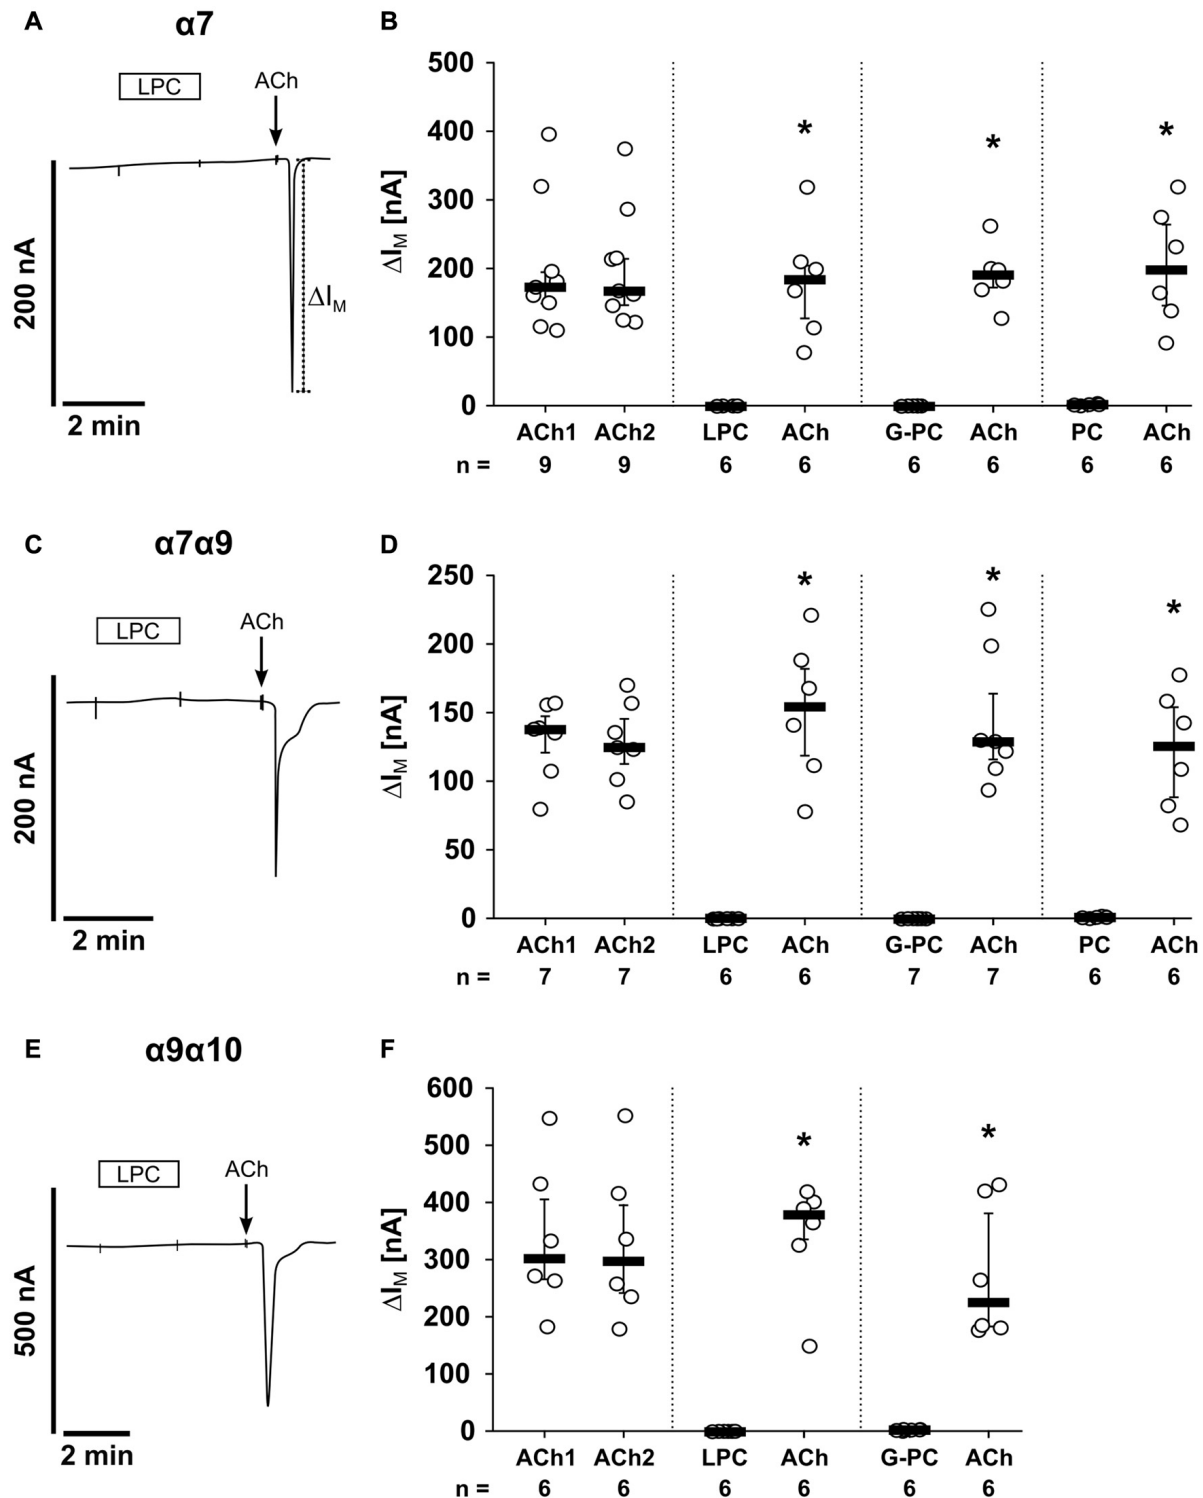 A
α7
LPC
ACh
200 nA
ΔI_M
2 min
B
ΔI_M [nA]
500
400
300
200
100
0
* * *
ACh1 ACh2 LPC ACh G-PC ACh PC ACh
n = 9 9 6 6 6 6 6 6
C
α7α9
LPC
ACh
200 nA
2 min
D
ΔI_M [nA]
250
200
150
100
50
0
* * *
ACh1 ACh2 LPC ACh G-PC ACh PC ACh
n = 7 7 6 6 7 7 6 6
E
α9α10
LPC
ACh
500 nA
2 min
F
ΔI_M [nA]
600
500
400
300
200
100
0
* *
ACh1 ACh2 LPC ACh G-PC ACh
n = 6 6 6 6 6 6